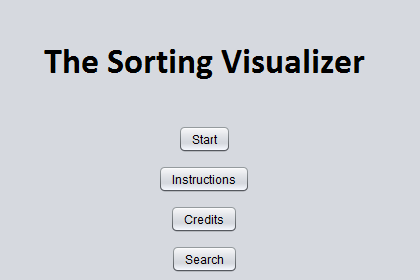 The Sorting Visualizer
Start
Instructions
Credits
Search